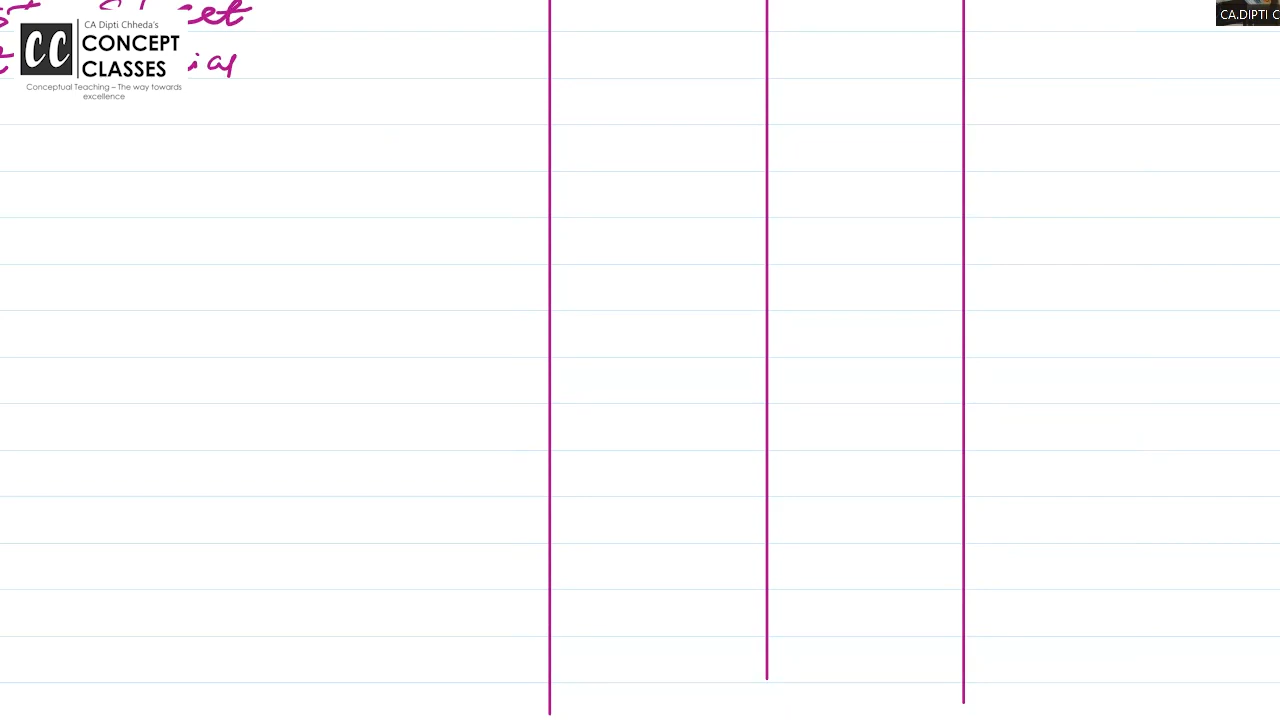 CA Dipti Chheda's
CC CONCEPT
CLASSES
Conceptual Teaching – The way towards
excellence
CA.DIPTI C